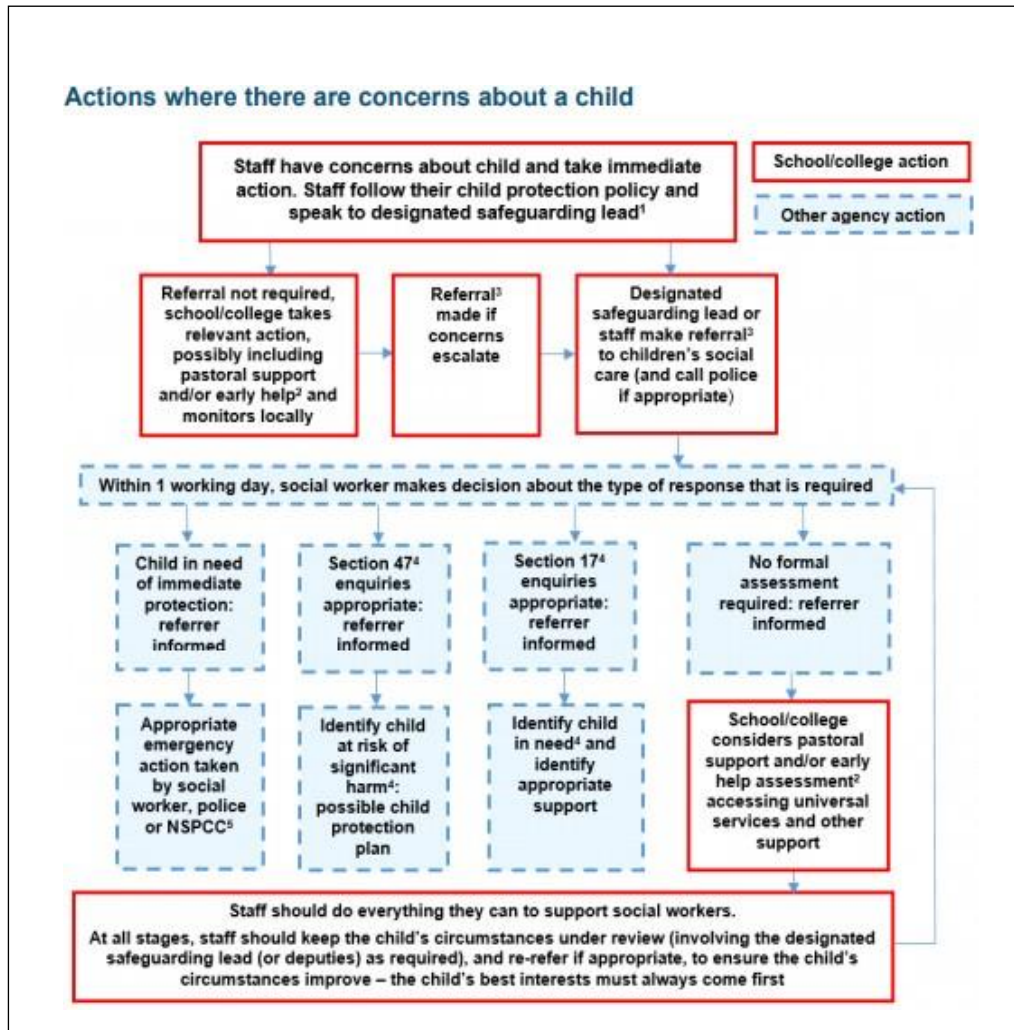 Actions where there are concerns about a child
Staff have concerns about child and take immediate
action. Staff follow their child protection policy and
speak to designated safeguarding lead¹
School/college action
Other agency action
Referral not required,
school/college takes
relevant action,
possibly including
pastoral support
and/or early help² and
monitors locally
Referral³
made if
concerns
escalate
Designated
safeguarding lead or
staff make referral³
to children's social
care (and call police
if appropriate)
Within 1 working day, social worker makes decision about the type of response that is required
Child in need
of immediate
protection:
referrer
informed
Section 47⁴
enquiries
appropriate:
referrer
informed
Section 17⁴
enquiries
appropriate:
referrer
informed
No formal
assessment
required: referrer
informed
Appropriate
emergency
action taken
by social
worker, police
or NSPCC⁵
Identify child
at risk of
significant
harm⁴:
possible child
protection
plan
Identify child
in need⁴ and
identify
appropriate
support
School/college
considers pastoral
support and/or early
help assessment²
accessing universal
services and other
support
Staff should do everything they can to support social workers.
At all stages, staff should keep the child's circumstances under review (involving the designated
safeguarding lead (or deputies) as required), and re-refer if appropriate, to ensure the child's
circumstances improve – the child's best interests must always come first